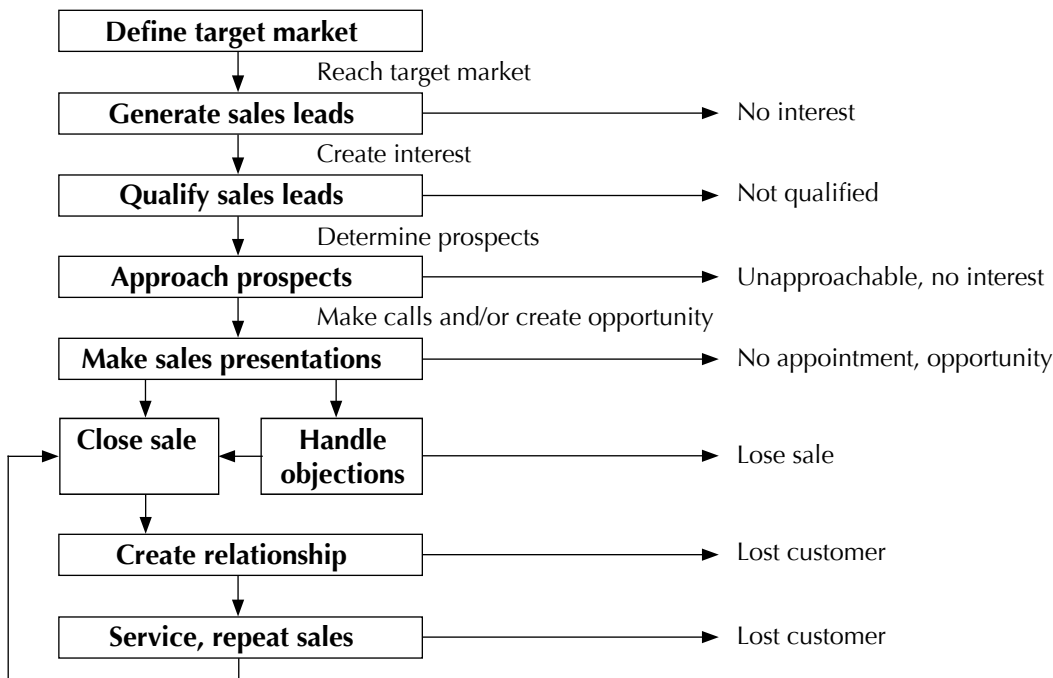 Define target market
Reach target market
Generate sales leads
No interest
Create interest
Qualify sales leads
Not qualified
Determine prospects
Approach prospects
Unapproachable, no interest
Make calls and/or create opportunity
Make sales presentations
No appointment, opportunity
Close sale
Handle
objections
Lose sale
Create relationship
Lost customer
Service, repeat sales
Lost customer